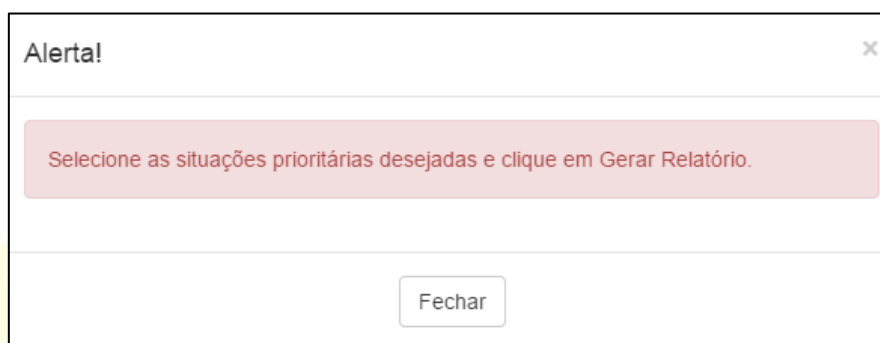 Alerta!
×
Selecione as situações prioritárias desejadas e clique em Gerar Relatório.
Fechar